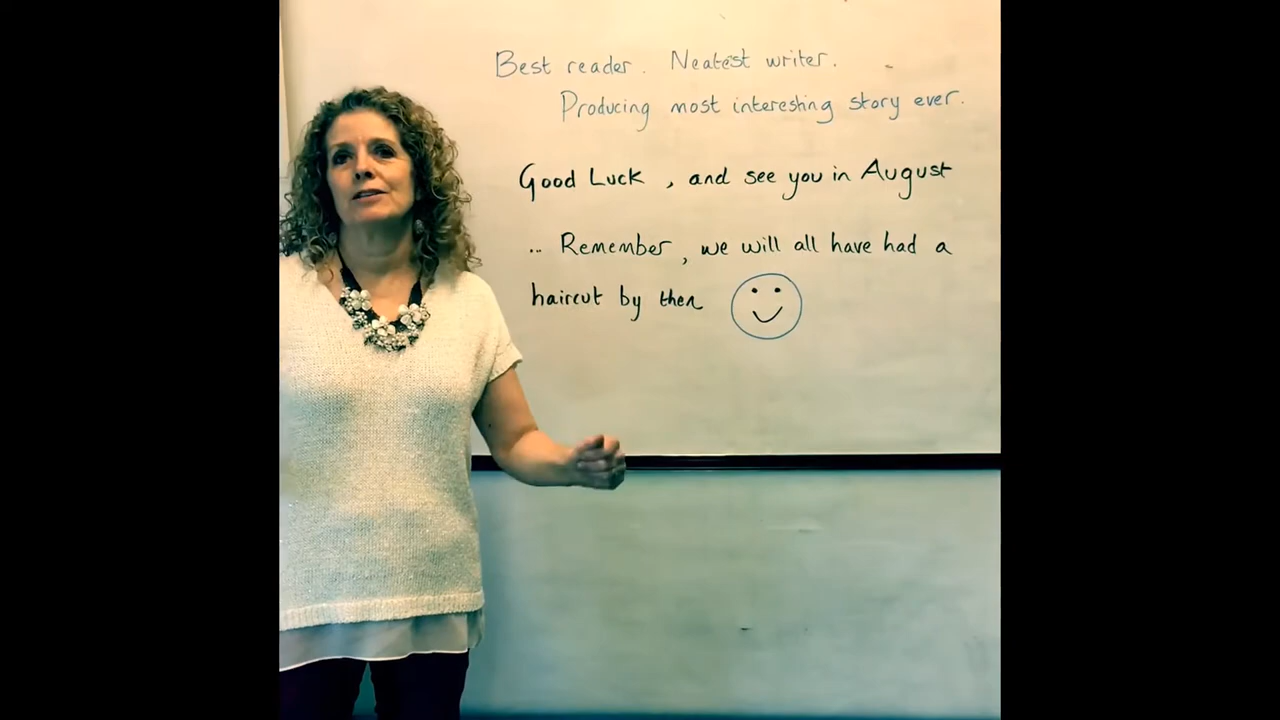 Best reader. Neatest writer.
Producing most interesting story ever.
Good Luck, and see you in August
... Remember, we will all have had a
haircut by then